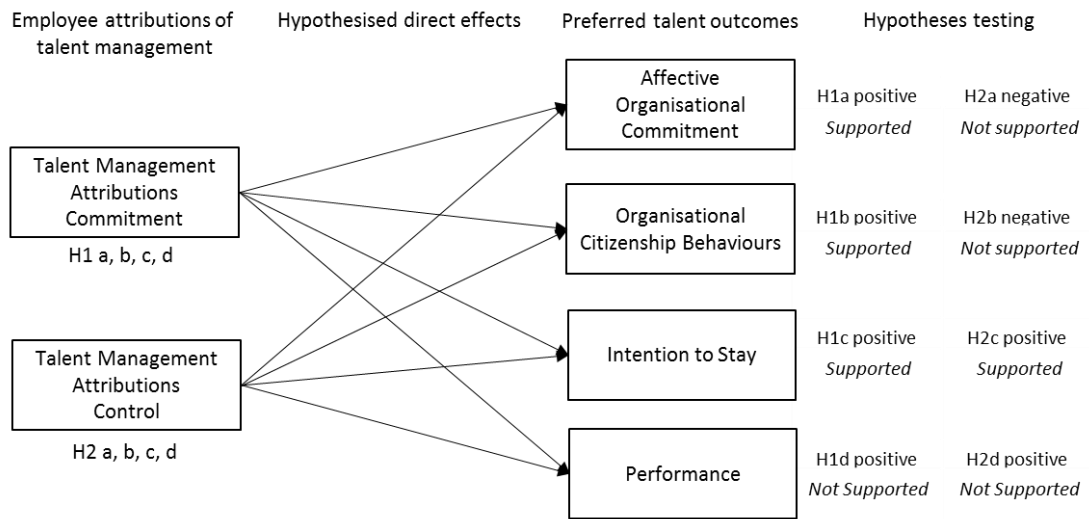 Employee attributions of
talent management
Hypothesised direct effects
Preferred talent outcomes
Hypotheses testing
Talent Management
Attributions
Commitment
H1 a, b, c, d
Talent Management
Attributions
Control
H2 a, b, c, d
Affective
Organisational
Commitment
H1a positive
Supported
H2a negative
Not supported
Organisational
Citizenship Behaviours
H1b positive
Supported
H2b negative
Not supported
Intention to Stay
H1c positive
Supported
H2c positive
Supported
Performance
H1d positive
Not Supported
H2d positive
Not Supported